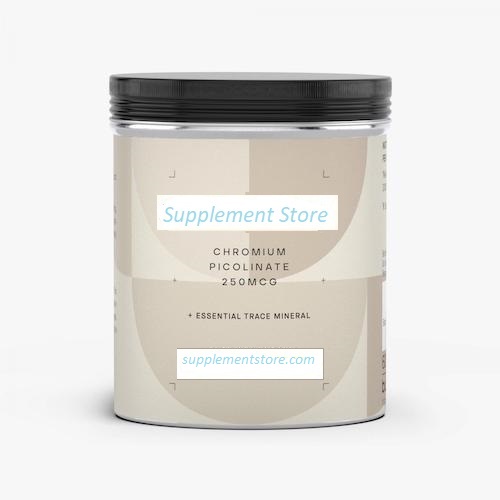 Supplement Store
CHROMIUM
PICOLINATE
250MCG
+ ESSENTIAL TRACE MINERAL
supplementstore.com